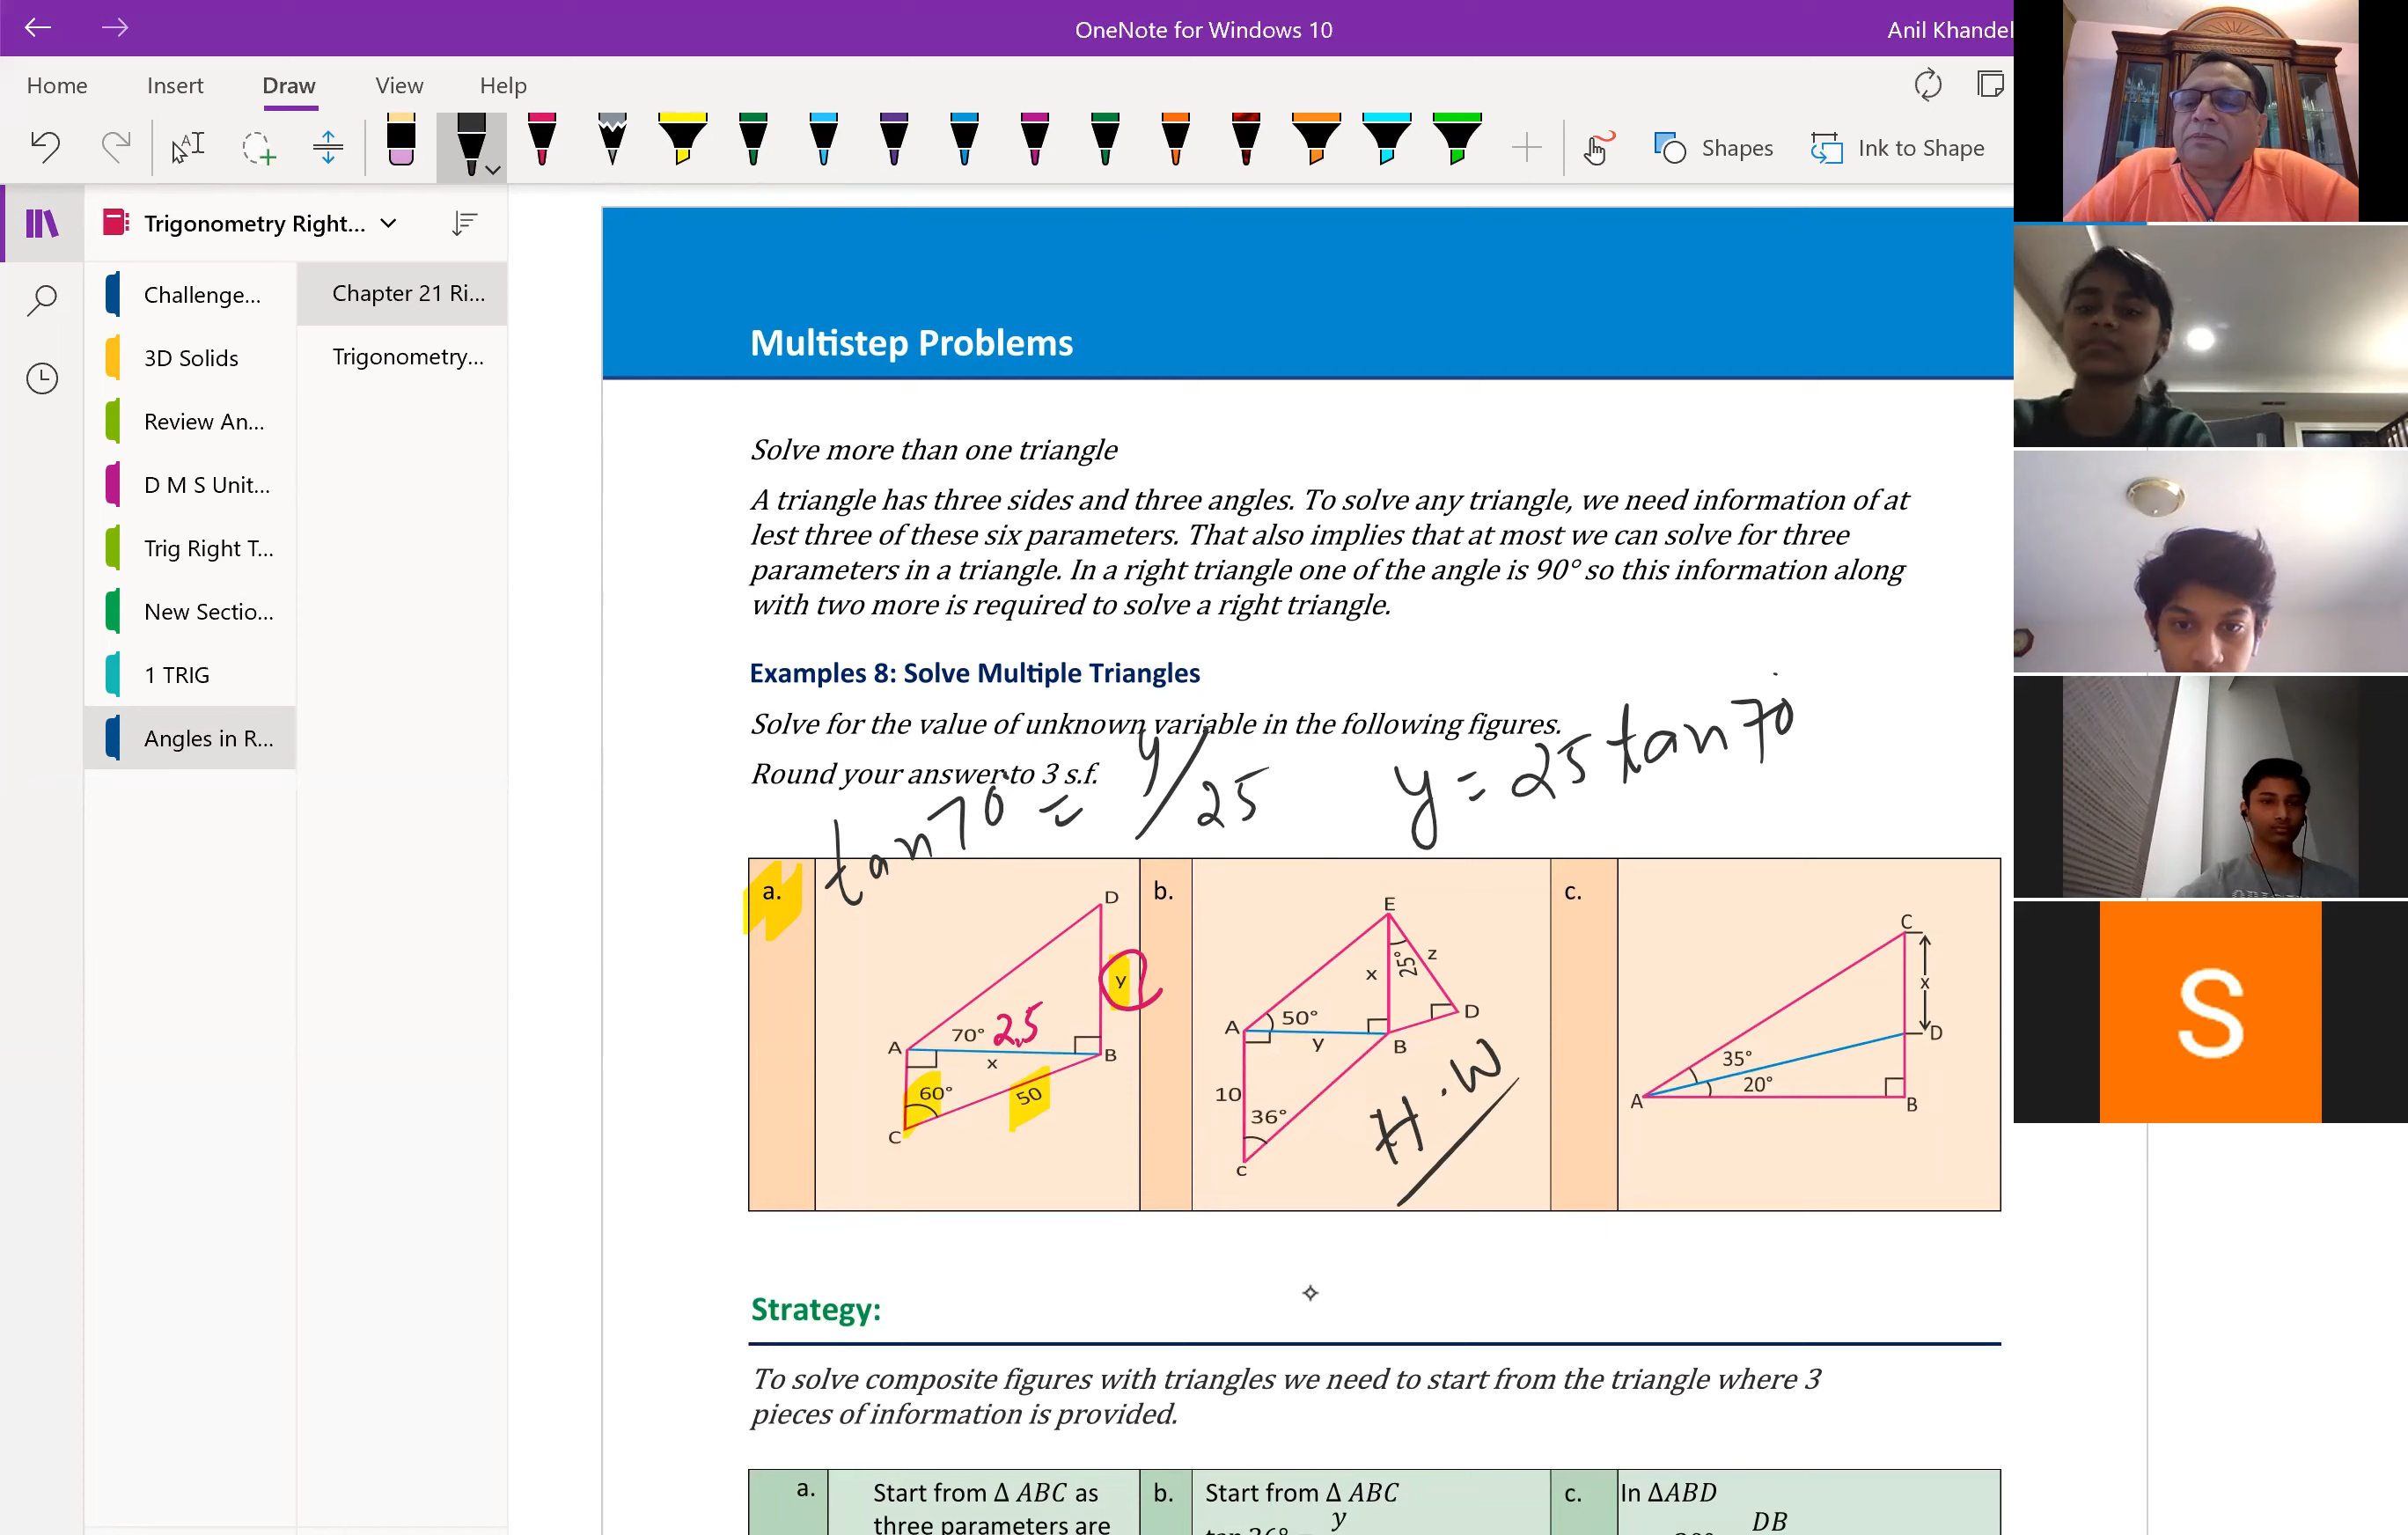 OneNote for Windows 10
Anil Khandel
Home Insert Draw View Help
Shapes Ink to Shape
Trigonometry Right...
Challenge...
3D Solids
Review An...
D M S Unit...
Trig Right T...
New Sectio...
1 TRIG
Angles in R...
Chapter 21 Ri...
Trigonometry...
Multistep Problems
Solve more than one triangle
A triangle has three sides and three angles. To solve any triangle, we need information of at
lest three of these six parameters. That also implies that at most we can solve for three
parameters in a triangle. In a right triangle one of the angle is 90° so this information along
with two more is required to solve a right triangle.
Examples 8: Solve Multiple Triangles
Solve for the value of unknown variable in the following figures.
Round your answer to 3 s.f.
tan 70° = y/25 y = 25 tan 70°
a.
D
y
70° 25
A
B
x
60°
50
C
b.
E
25°
z
x
A
50°
D
y
B
10
36°
C
H.W
c.
C
x
D
35°
20°
A
B
Strategy:
To solve composite figures with triangles we need to start from the triangle where 3
pieces of information is provided.
a. Start from Δ ABC as
three parameters are
b. Start from Δ ABC
y
c. In ΔABD
DB
S